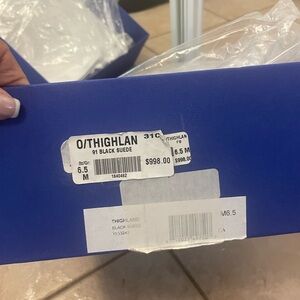 O/THIGHLAN 31C
91 BLACK SUEDE
6.5
M
1840462
$998.00
/THIGHLAN
6.5 M
$998.00
THIGHLAND
BLACK SUEDE
M6.5